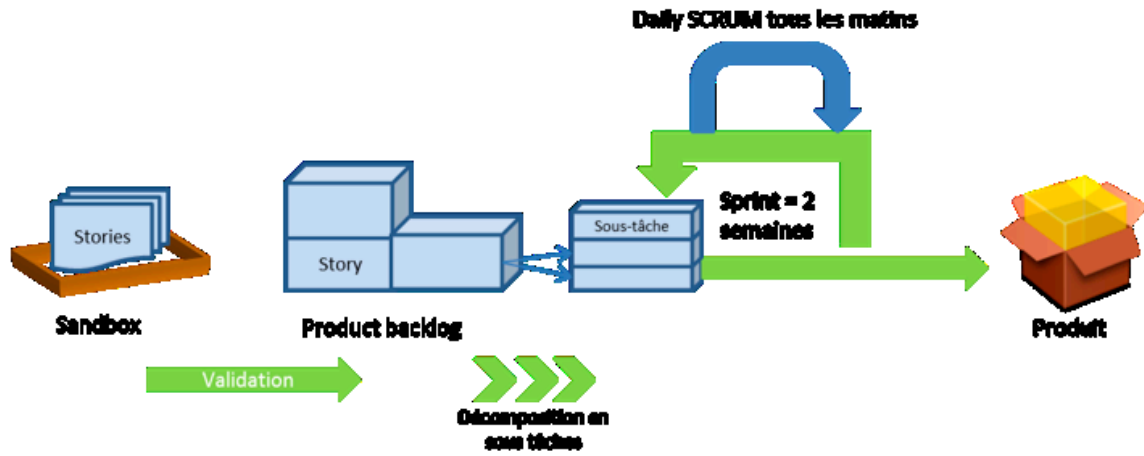 Daily SCRUM tous les matins
Stories
Sandbox
Story
Product backlog
Sous-tâche
Sprint = 2
semaines
Produit
Validation
Décomposition en
sous tâches